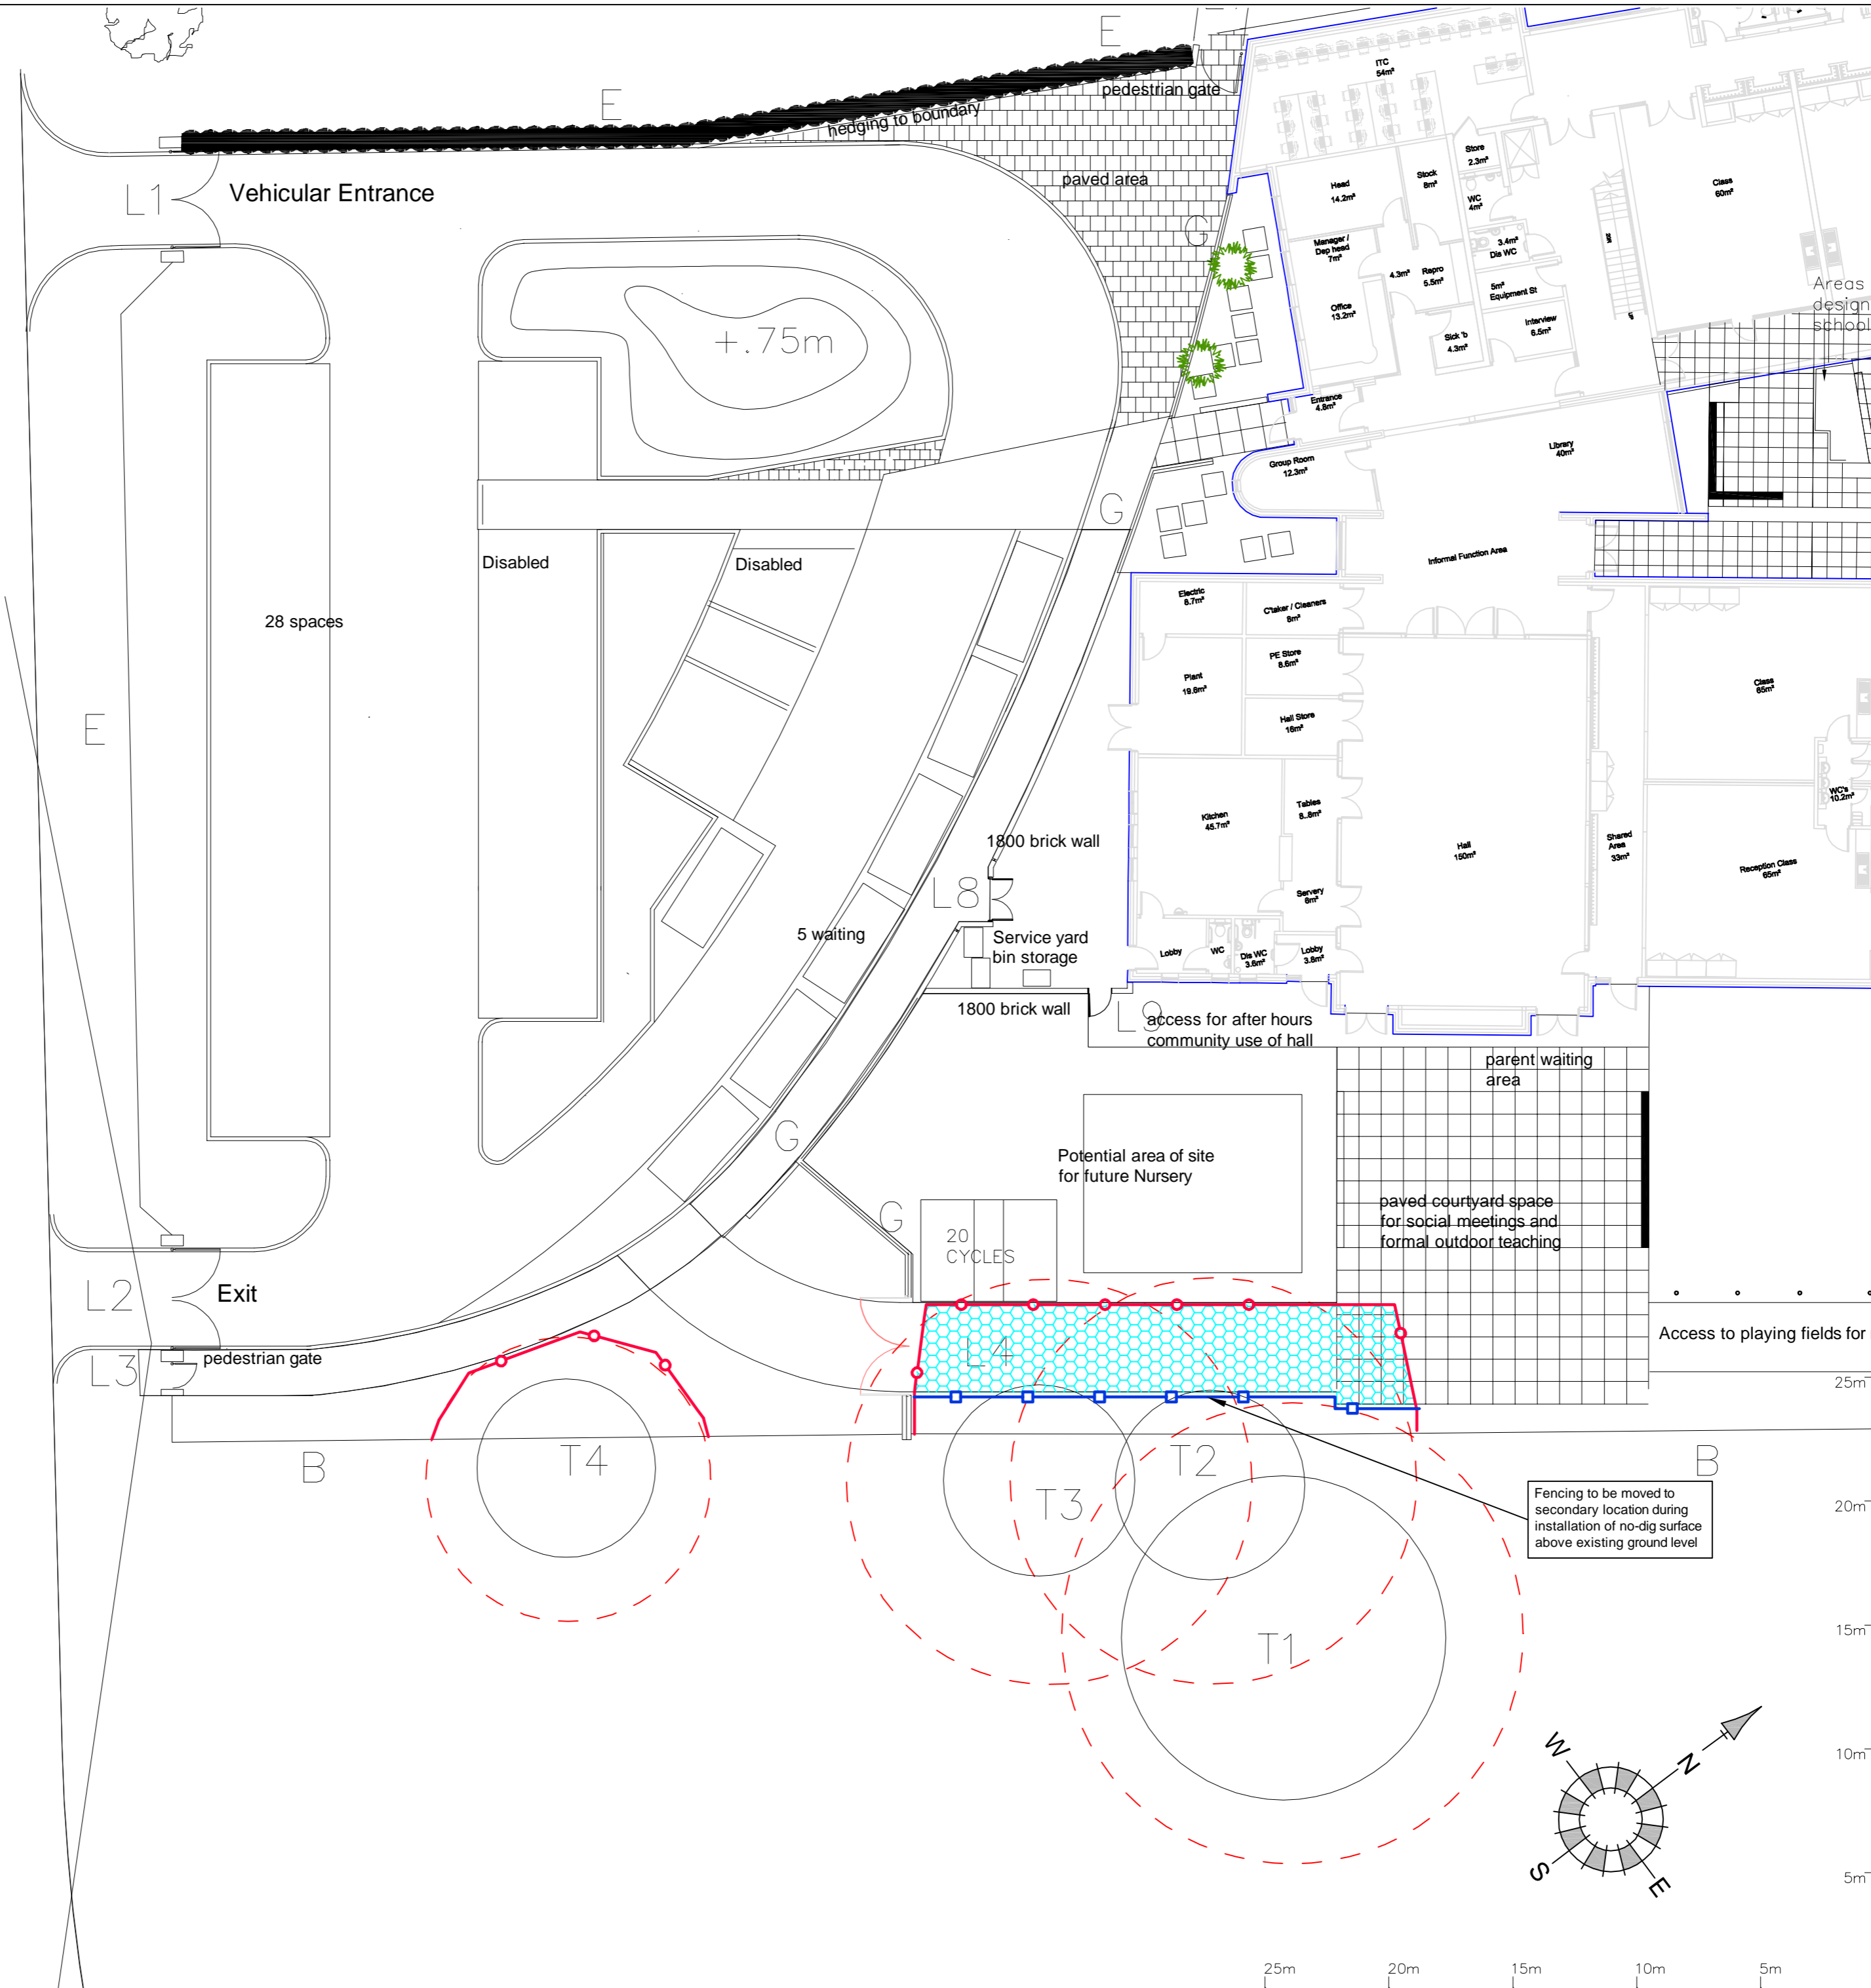 E
pedestrian gate
E
hedging to boundary
L1
Vehicular Entrance
paved area
G
+.75m
ITC
54m²
Store
2.3m²
Head
14.2m²
Stock
8m²
WC
4m²
Class
60m²
Manager /
Dep head
7m²
3.4m²
Dis WC
4.3m²
Repro
5.5m²
5m²
Equipment St
Office
13.2m²
Interview
6.5m²
Sick 'b
4.3m²
Areas
design
school
Entrance
4.8m²
Library
40m²
Group Room
12.3m²
G
Informal Function Area
Disabled
Disabled
28 spaces
E
Electric
6.7m²
C'taker / Cleaners
8m²
PE Store
8.6m²
Plant
19.6m²
Hall Store
16m²
Class
65m²
Kitchen
45.7m²
Tables
8..8m²
WC's
10.2m²
Hall
150m²
Shared
Area
33m²
Reception Class
65m²
1800 brick wall
L8
Servery
6m²
5 waiting
Service yard
bin storage
Lobby
WC
Dis WC
3.6m²
Lobby
3.8m²
1800 brick wall
L9
access for after hours
community use of hall
parent waiting
area
G
Potential area of site
for future Nursery
G
20
CYCLES
paved courtyard space
for social meetings and
formal outdoor teaching
L2
Exit
L3
pedestrian gate
L4
Access to playing fields for
25m
B
T4
T3
T2
B
Fencing to be moved to
secondary location during
installation of no-dig surface
above existing ground level
20m
T1
15m
10m
W
N
S
E
5m
25m
20m
15m
10m
5m